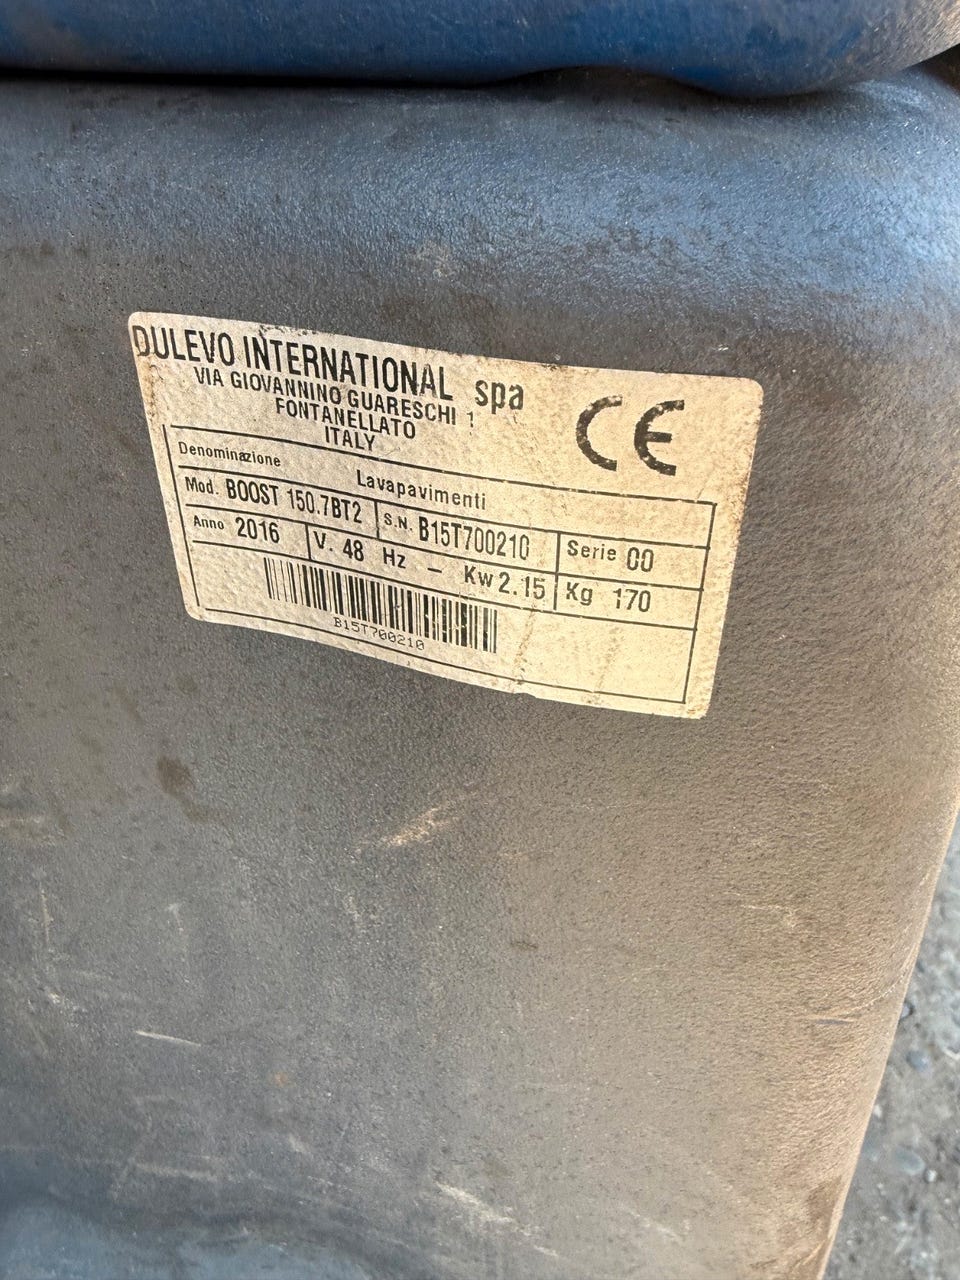 DULEVO INTERNATIONAL spa
VIA GIOVANNINO GUARESCHI 1
FONTANELLATO
ITALY
CE
Denominazione Lavapavimenti
Mod. BOOST 150.7BT2 S.N. B15T700210 Serie 00
Anno 2016 V. 48 Hz - Kw 2.15 Kg 170
B15T700210